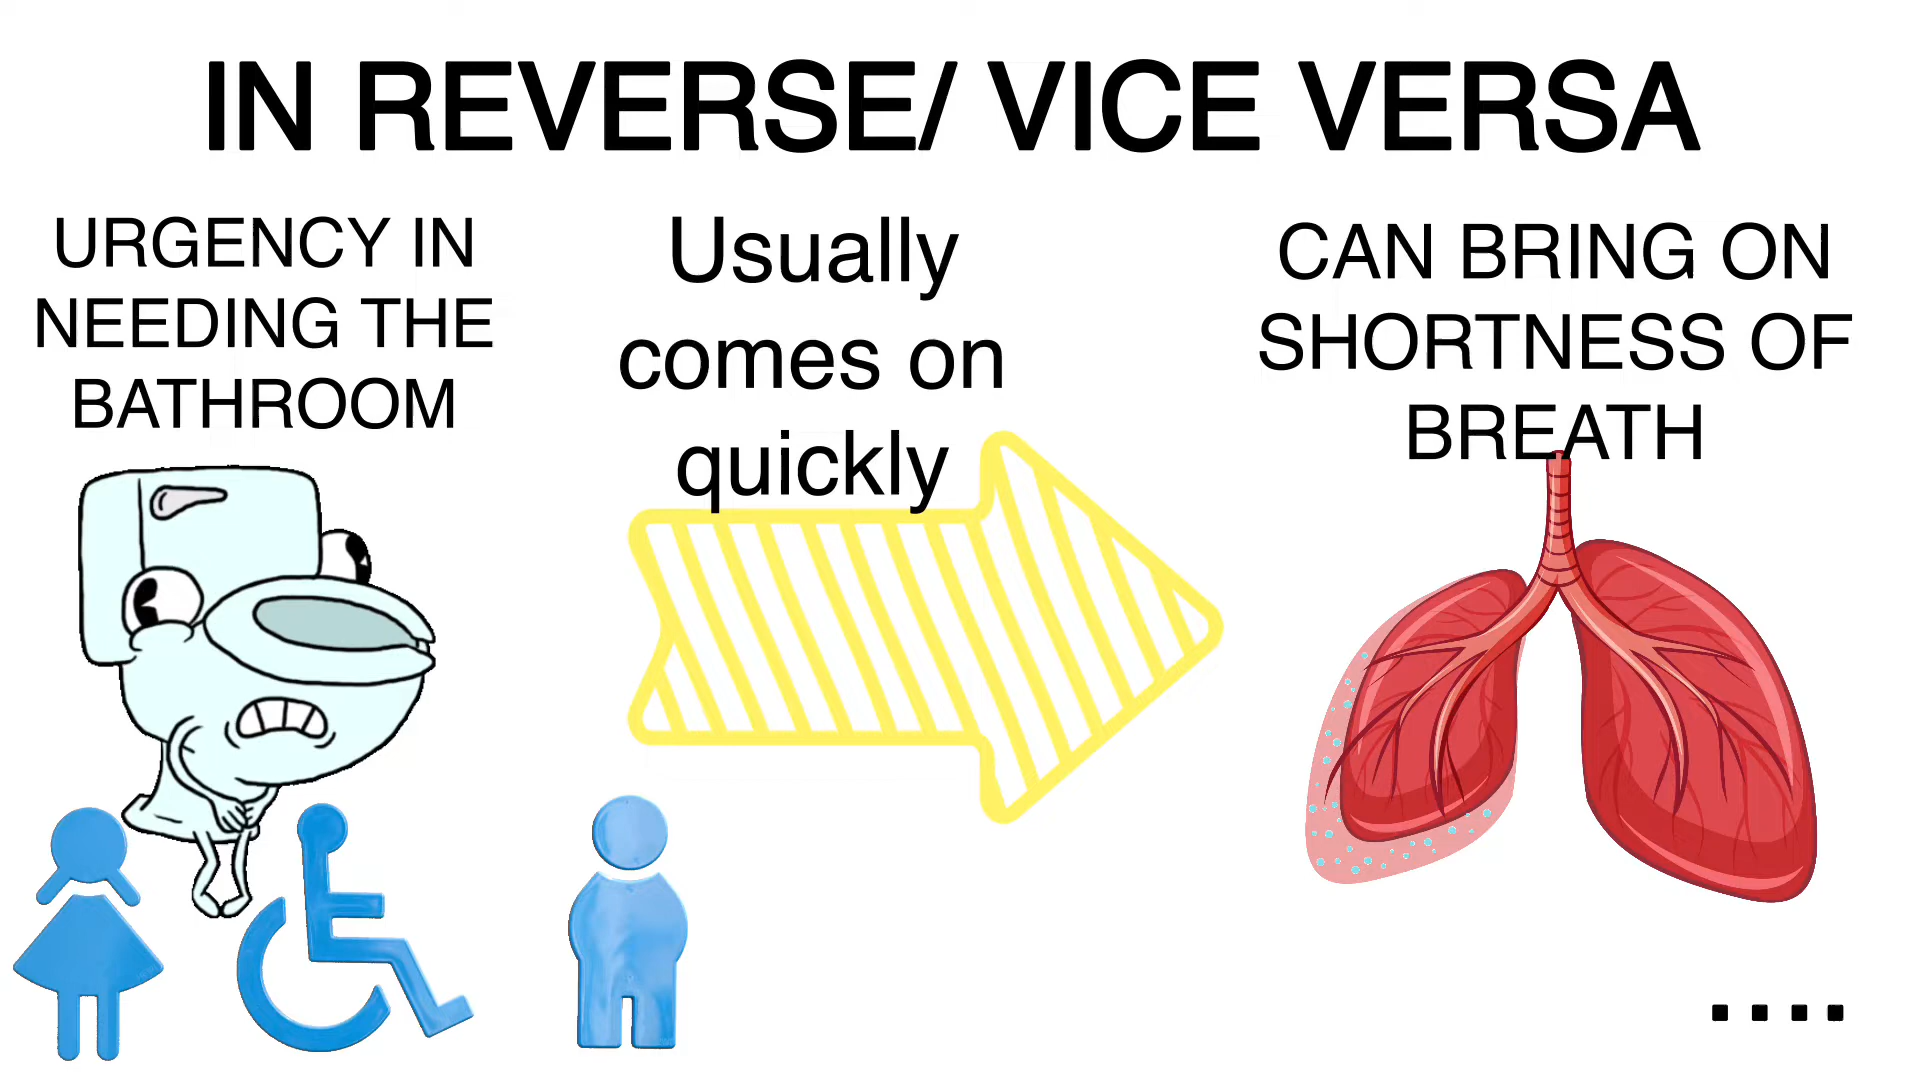 IN REVERSE/ VICE VERSA
URGENCY IN
NEEDING THE
BATHROOM
Usually
comes on
quickly
CAN BRING ON
SHORTNESS OF
BREATH
....